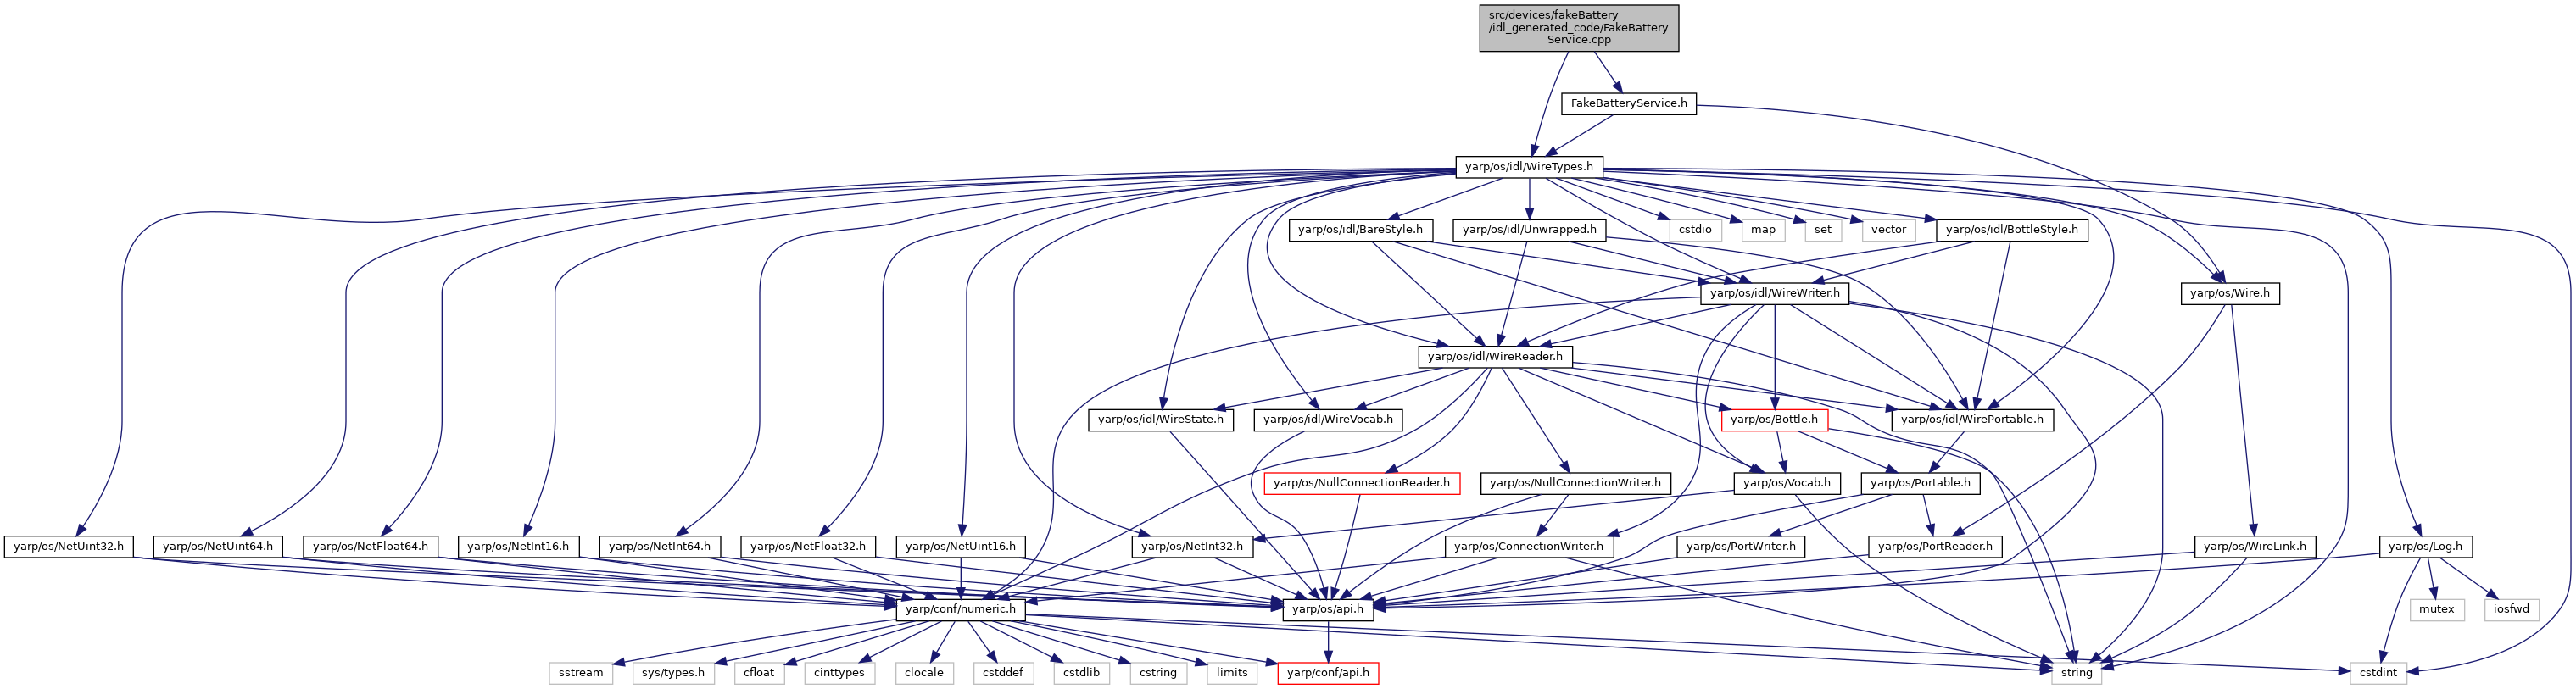 src/devices/fakeBattery
/idl_generated_code/FakeBattery
Service.cpp
FakeBatteryService.h
yarp/os/idl/WireTypes.h
yarp/os/idl/BareStyle.h
yarp/os/idl/Unwrapped.h
cstdio
map
set
vector
yarp/os/idl/BottleStyle.h
yarp/os/idl/WireWriter.h
yarp/os/Wire.h
yarp/os/idl/WireReader.h
yarp/os/idl/WireState.h
yarp/os/idl/WireVocab.h
yarp/os/Bottle.h
yarp/os/idl/WirePortable.h
yarp/os/NullConnectionReader.h
yarp/os/NullConnectionWriter.h
yarp/os/Vocab.h
yarp/os/Portable.h
yarp/os/NetUint32.h
yarp/os/NetUint64.h
yarp/os/NetFloat64.h
yarp/os/NetInt16.h
yarp/os/NetInt64.h
yarp/os/NetFloat32.h
yarp/os/NetUint16.h
yarp/os/NetInt32.h
yarp/os/ConnectionWriter.h
yarp/os/PortWriter.h
yarp/os/PortReader.h
yarp/os/WireLink.h
yarp/os/Log.h
yarp/conf/numeric.h
yarp/os/api.h
mutex
iosfwd
sstream
sys/types.h
cfloat
cinttypes
clocale
cstddef
cstdlib
cstring
limits
yarp/conf/api.h
string
cstdint